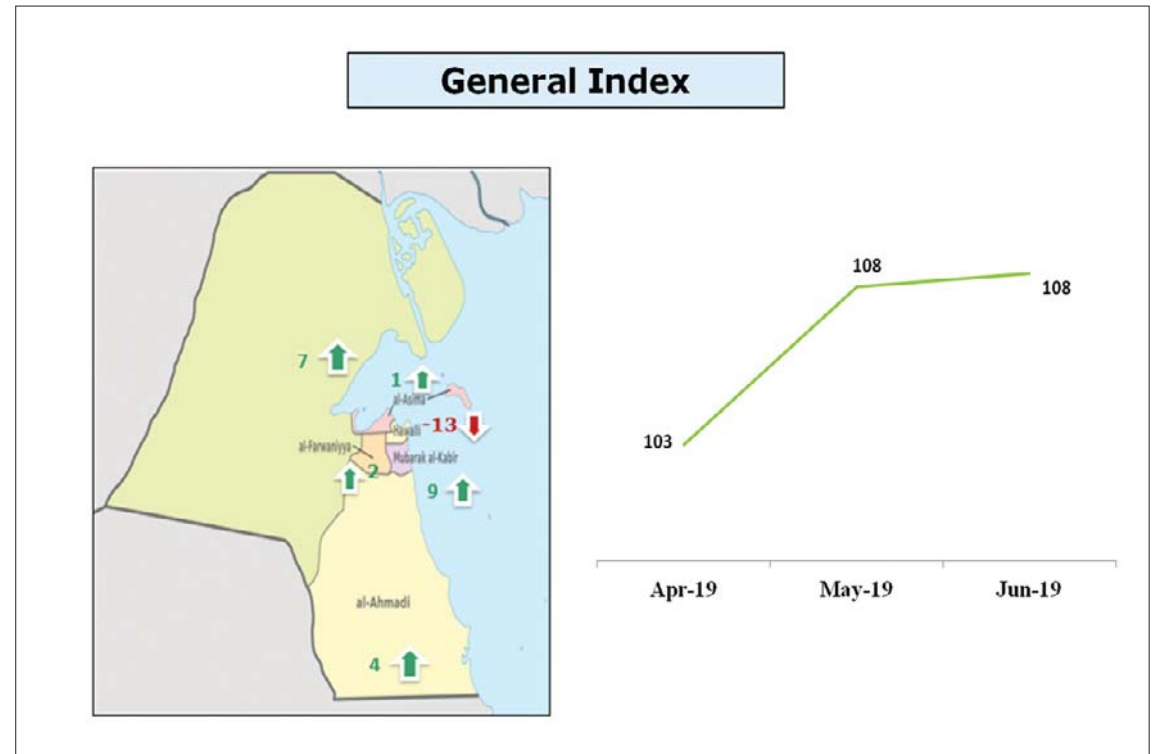 General Index
7
1
al-Asima
Hawalli
-13
al-Farwaniyya
2
Mubarak al-Kabir
9
al-Ahmadi
4
103
108
108
Apr-19
May-19
Jun-19